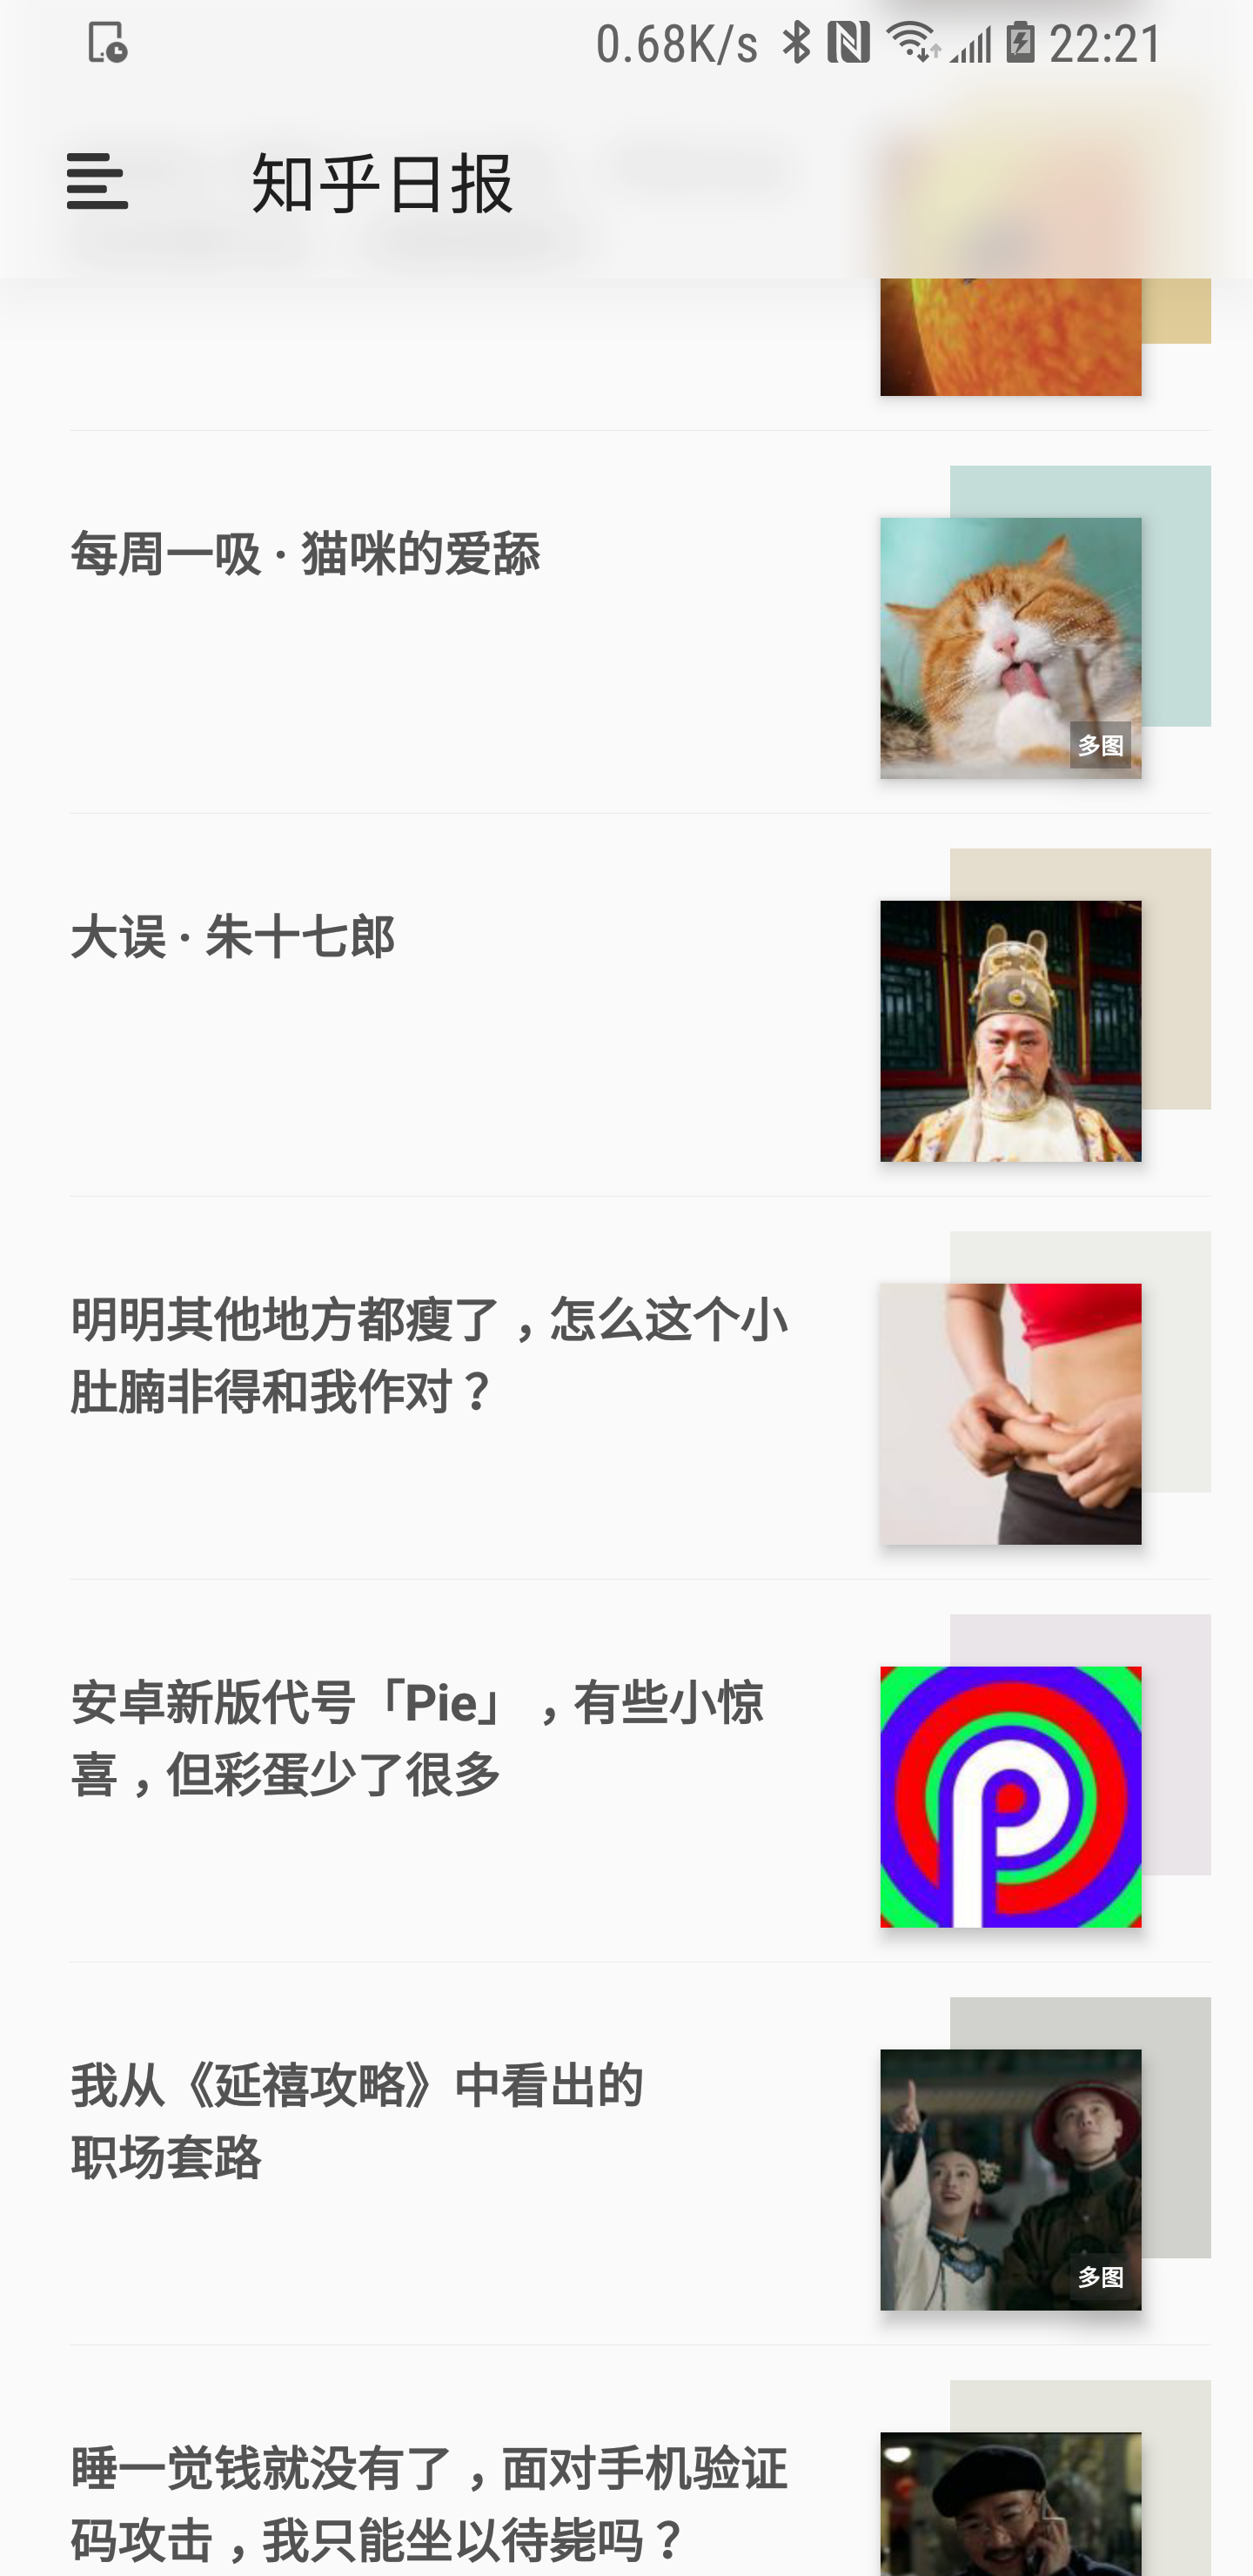 0.68K/s 22:21
知乎日报
每周一吸 · 猫咪的爱舔
多图
大误 · 朱十七郎
明明其他地方都瘦了，怎么这个小
肚腩非得和我作对？
安卓新版代号「Pie」，有些小惊
喜，但彩蛋少了很多
我从《延禧攻略》中看出的
职场套路
多图
睡一觉钱就没有了，面对手机验证
码攻击，我只能坐以待毙吗？